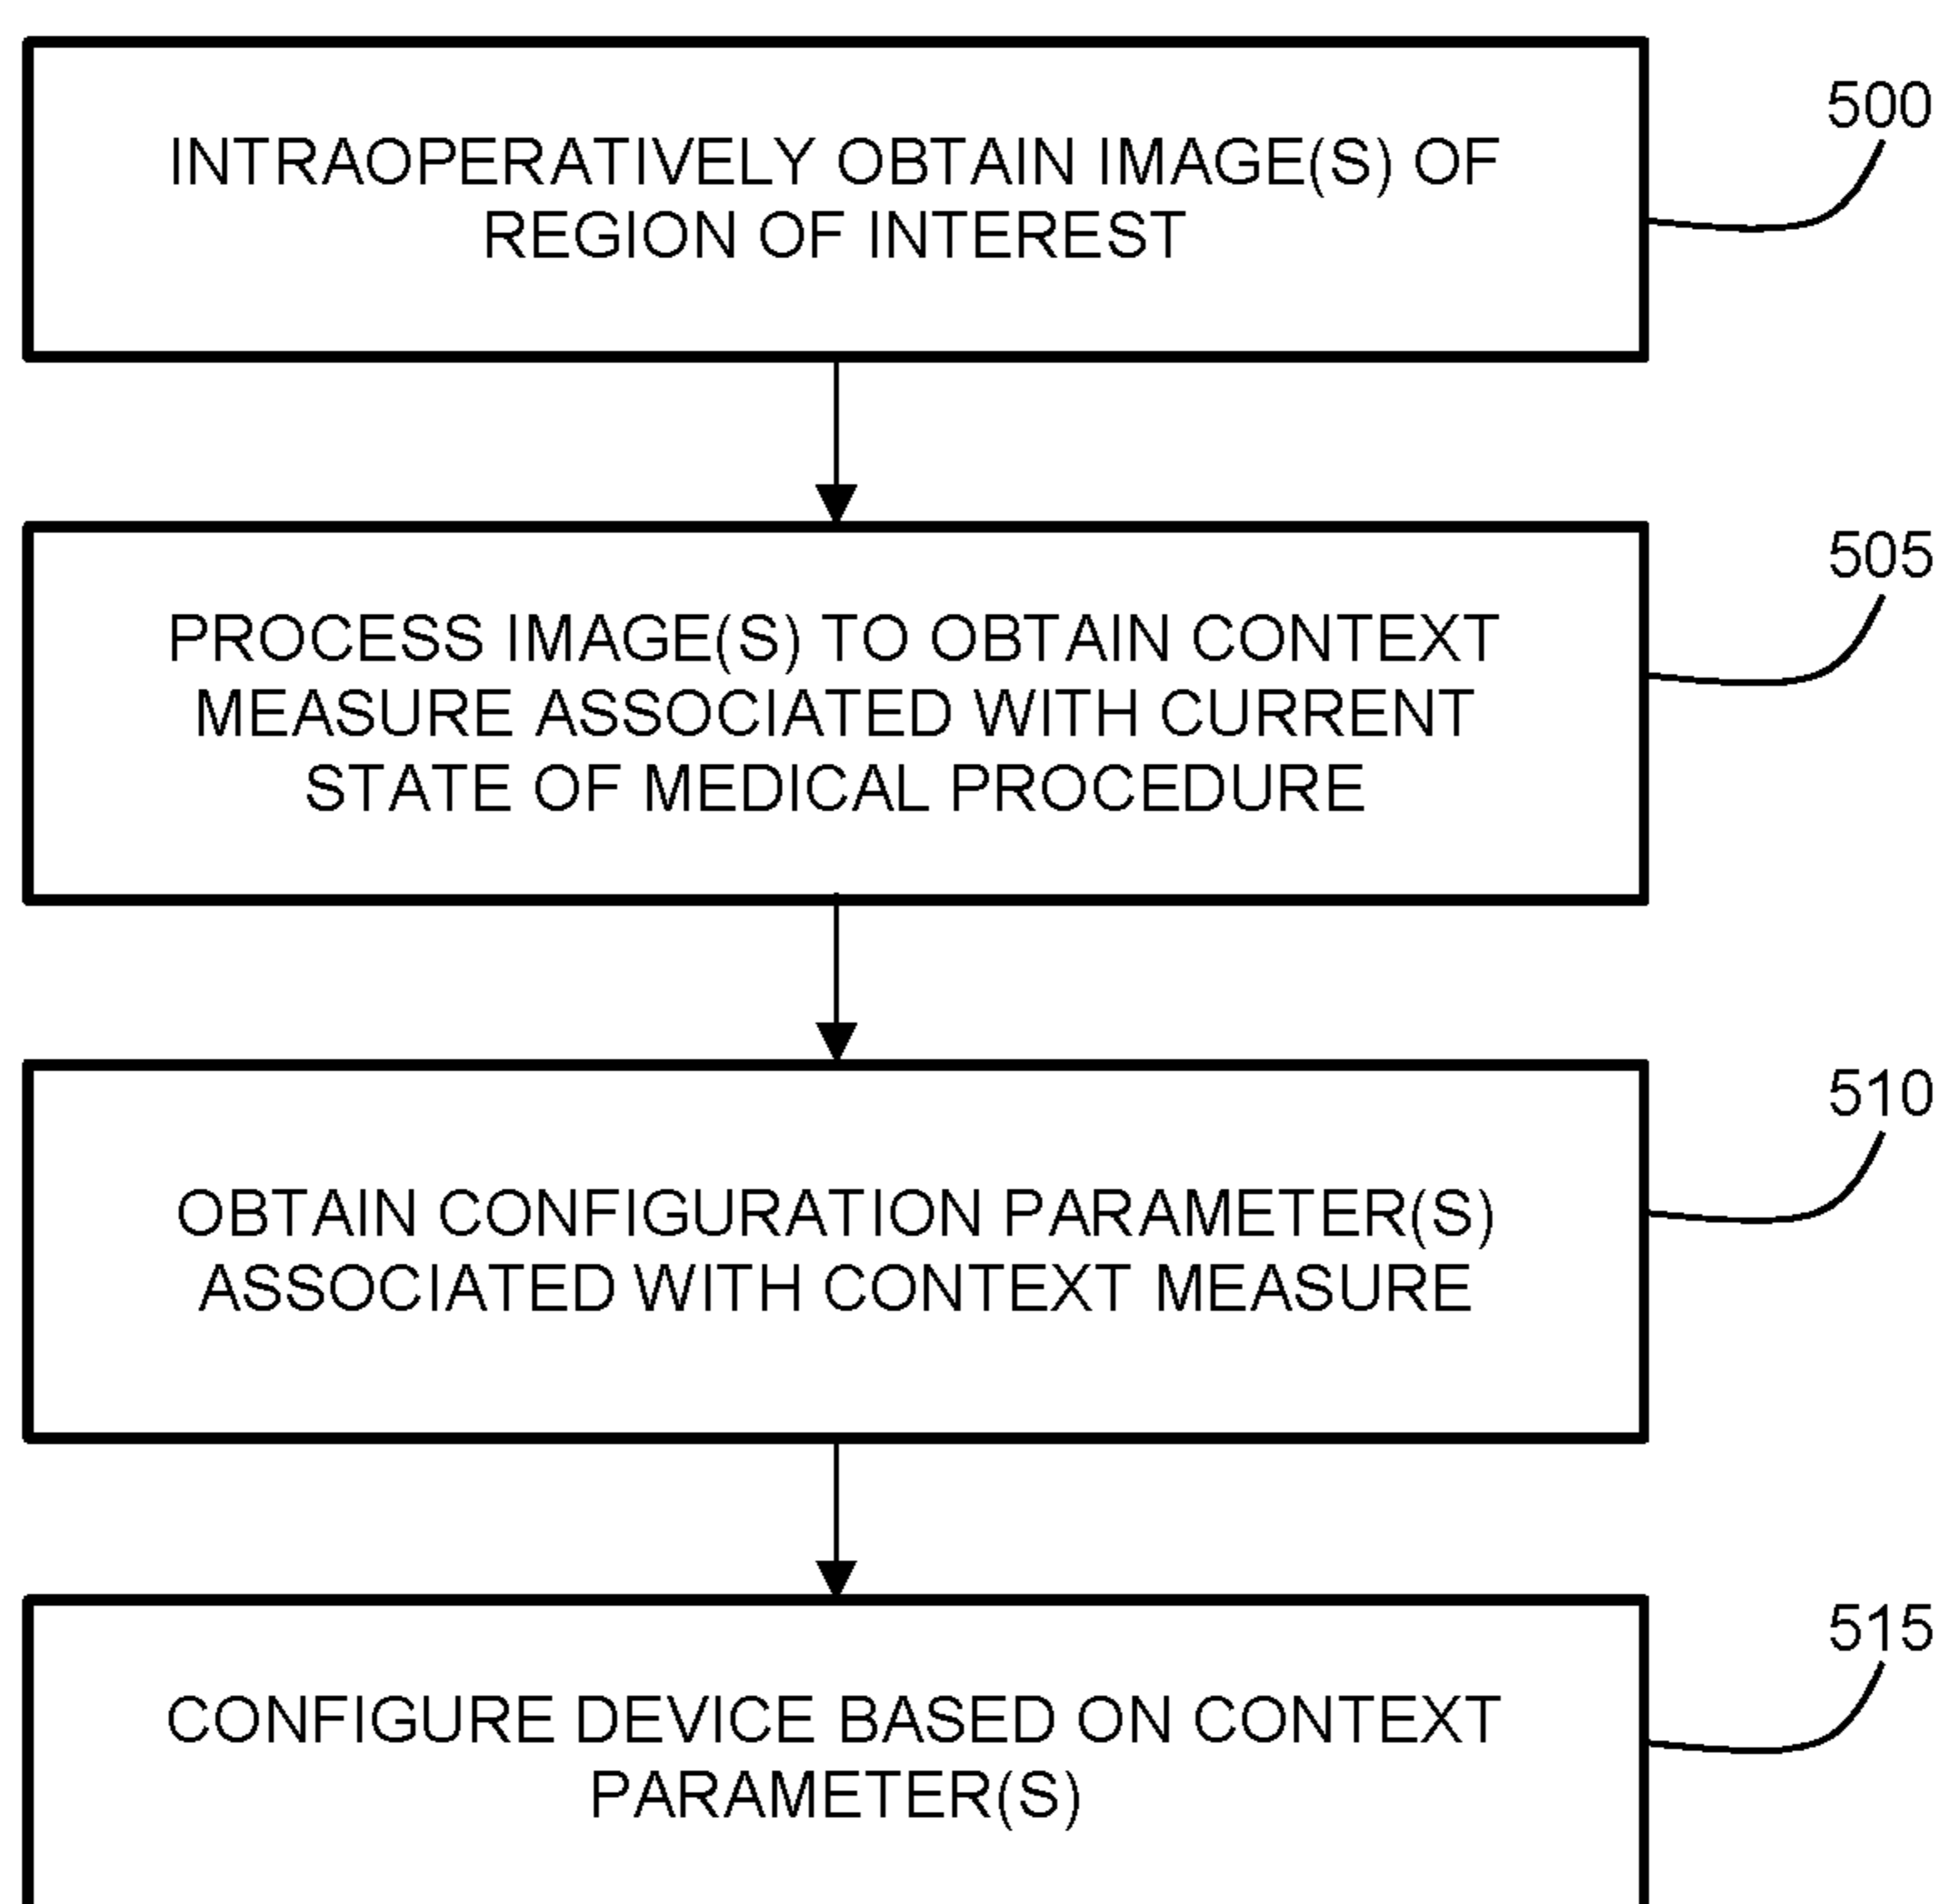 INTRAOPERATIVELY OBTAIN IMAGE(S) OF
REGION OF INTEREST
500
PROCESS IMAGE(S) TO OBTAIN CONTEXT
MEASURE ASSOCIATED WITH CURRENT
STATE OF MEDICAL PROCEDURE
505
OBTAIN CONFIGURATION PARAMETER(S)
ASSOCIATED WITH CONTEXT MEASURE
510
CONFIGURE DEVICE BASED ON CONTEXT
PARAMETER(S)
515